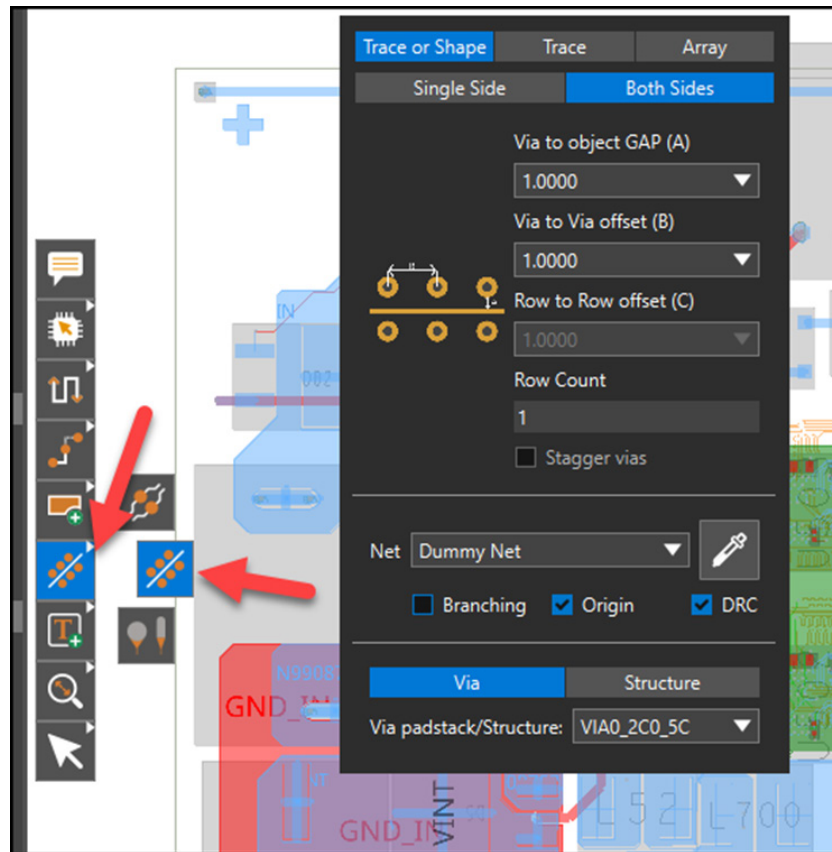 Trace or Shape Trace Array
Single Side Both Sides
Via to object GAP (A)
1.0000
Via to Via offset (B)
1.0000
Row to Row offset (C)
1.0000
Row Count
1
Stagger vias
Net Dummy Net
Branching Origin DRC
Via Structure
Via padstack/Structure: VIA0_2C0_5C
IN
T
GND_IN
GND_IN
VINT
L52 L700